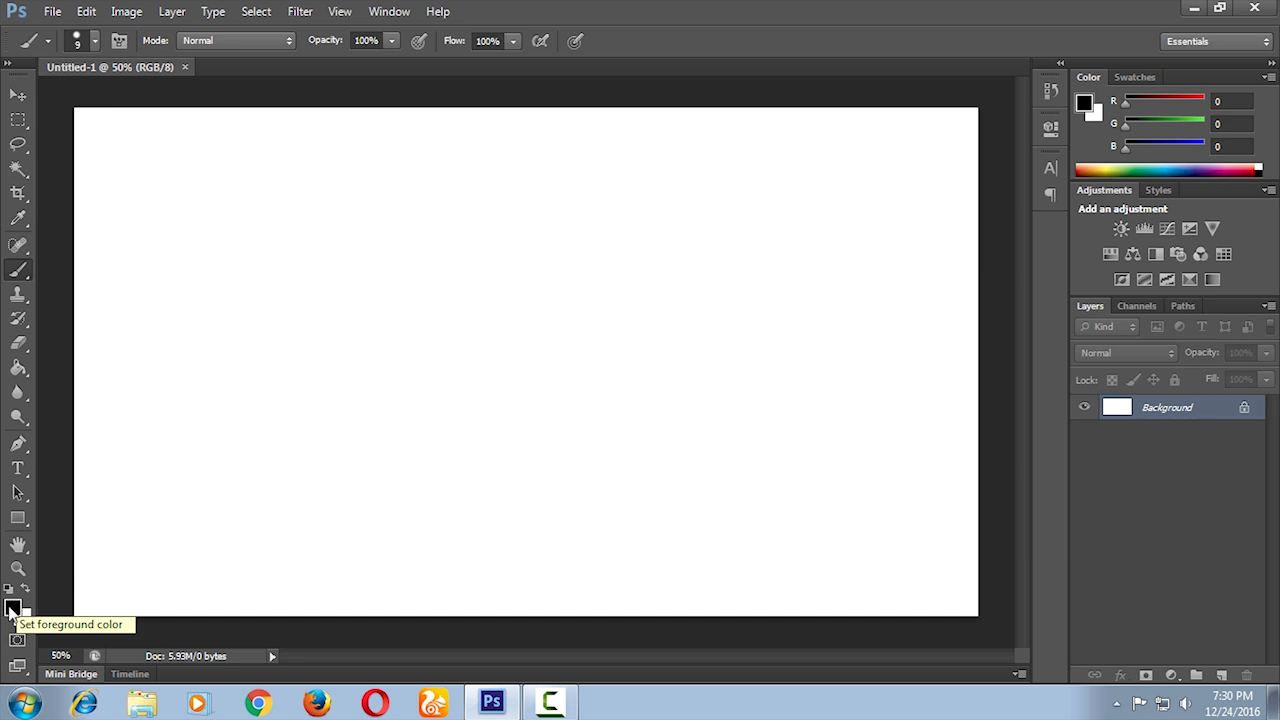 Ps File Edit Image Layer Type Select Filter View Window Help
9 Mode: Normal Opacity: 100% Flow: 100% Essentials
Untitled-1 @ 50% (RGB/8) ×
Color Swatches
R 0
G 0
B 0
Adjustments Styles
Add an adjustment
Layers Channels Paths
Kind
Normal Opacity: 100%
Lock: Fill: 100%
Background
Set foreground color
50% Doc: 5.93M/0 bytes
Mini Bridge Timeline
Ps
7:30 PM
12/24/2016